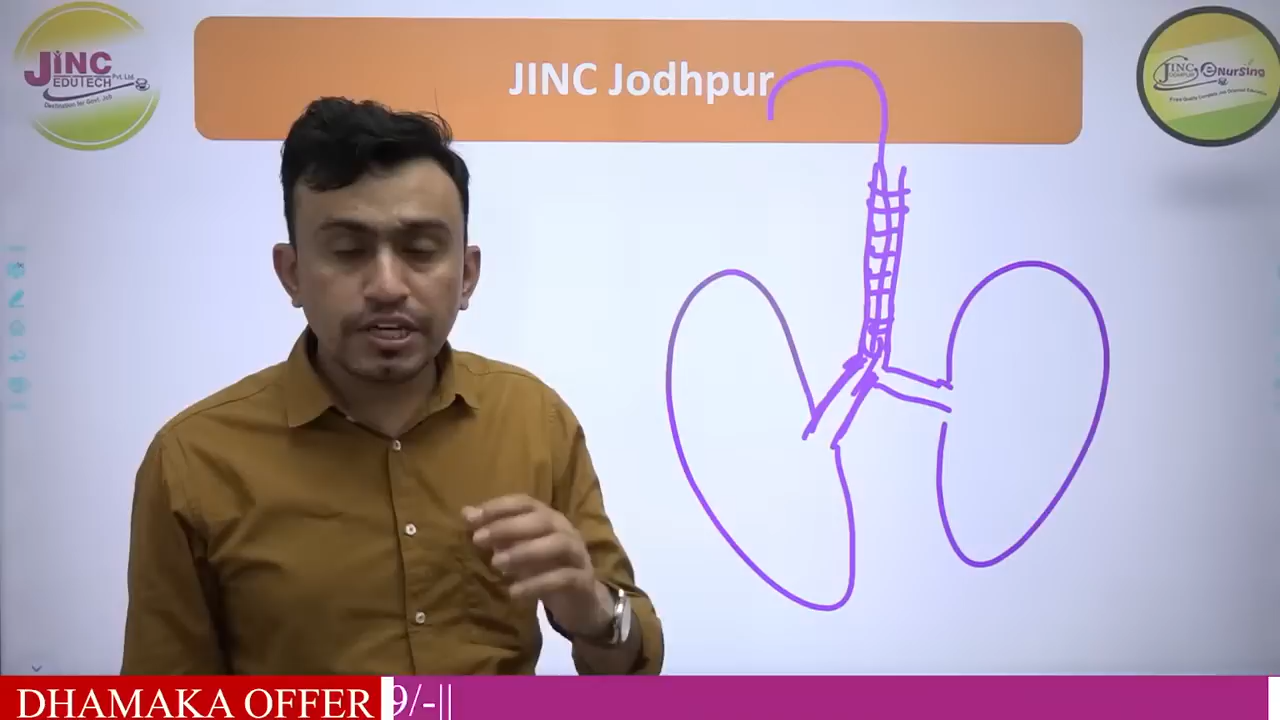 JINC
EDUTECH
Pvt. Ltd.
Destination for Govt. Job
JINC Jodhpur
JINC
eNursing
DHAMAKA OFFER
9/-||